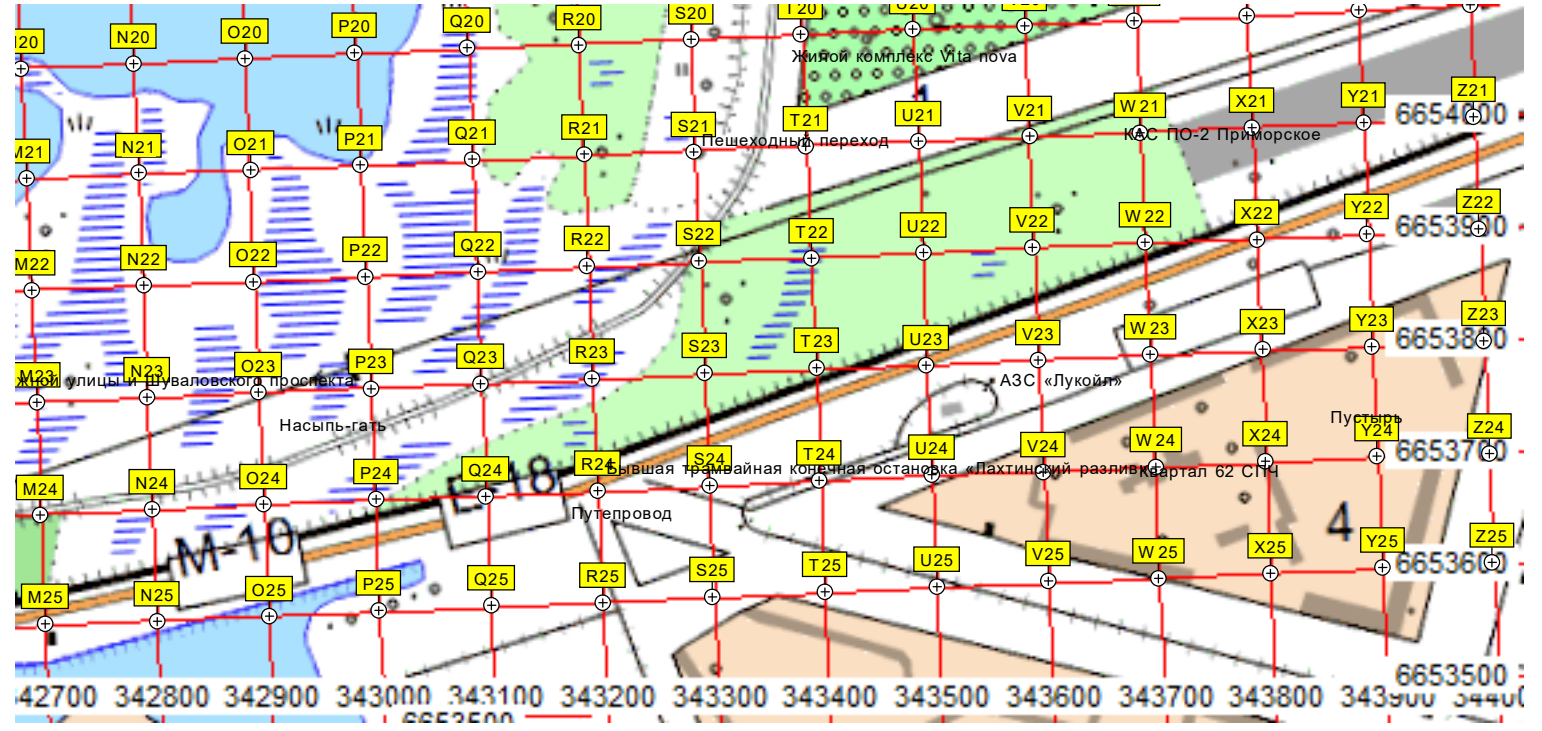 N20
O20
P20
Q20
R20
S20
T20
Жилой комплекс Vita nova
M21
N21
O21
P21
Q21
R21
S21
T21
U21
V21
W21
X21
Y21
Z21
6654000
Пешеходный переход
КАС ПО-2 Приморское
M22
N22
O22
P22
Q22
R22
S22
T22
U22
V22
W22
X22
Y22
Z22
6653900
M23
N23
O23
P23
Q23
R23
S23
T23
U23
V23
W23
X23
Y23
Z23
6653800
жной улицы и Шуваловского проспекта
АЗС «Лукойл»
Насыпь-гать
Пустырь
M24
N24
O24
P24
Q24
R24
S24
T24
U24
V24
W24
X24
Y24
Z24
6653700
Бывшая трамвайная конечная остановка «Лахтинский разлив»
Квартал 62 СПЧ
E-18
Путепровод
M-10
4
M25
N25
O25
P25
Q25
R25
S25
T25
U25
V25
W25
X25
Y25
Z25
6653600
6653500
342700 342800 342900 343000 343100 343200 343300 343400 343500 343600 343700 343800 343900
6653500